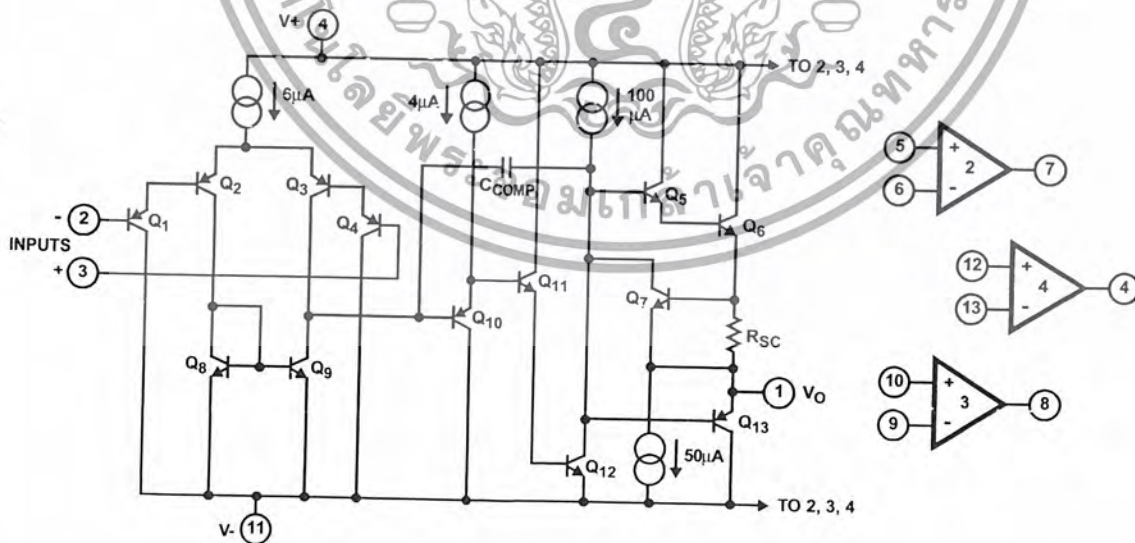 V+ 4
TO 2, 3, 4
6μA
4μA
100 μA
CCOMP.
Q2
Q3
Q5
Q6
- 2
Q1
Q4
INPUTS
+ 3
Q11
Q7
Q10
RSC
Q8
Q9
1 VO
Q13
Q12
50μA
V- 11
TO 2, 3, 4
5 + 2 7
6 -
12 + 4 4
13 -
10 + 3 8
9 -